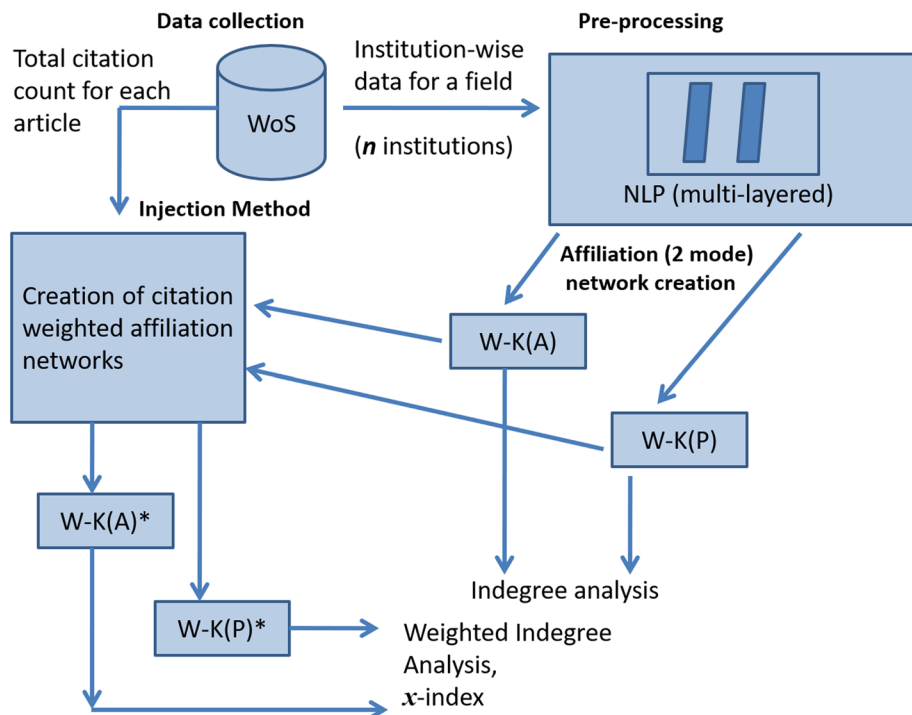 Data collection
Pre-processing
Total citation
count for each
article
WoS
Institution-wise
data for a field
(n institutions)
NLP (multi-layered)
Injection Method
Affiliation (2 mode)
network creation
Creation of citation
weighted affiliation
networks
W-K(A)
W-K(P)
W-K(A)*
W-K(P)*
Indegree analysis
Weighted Indegree
Analysis,
x-index